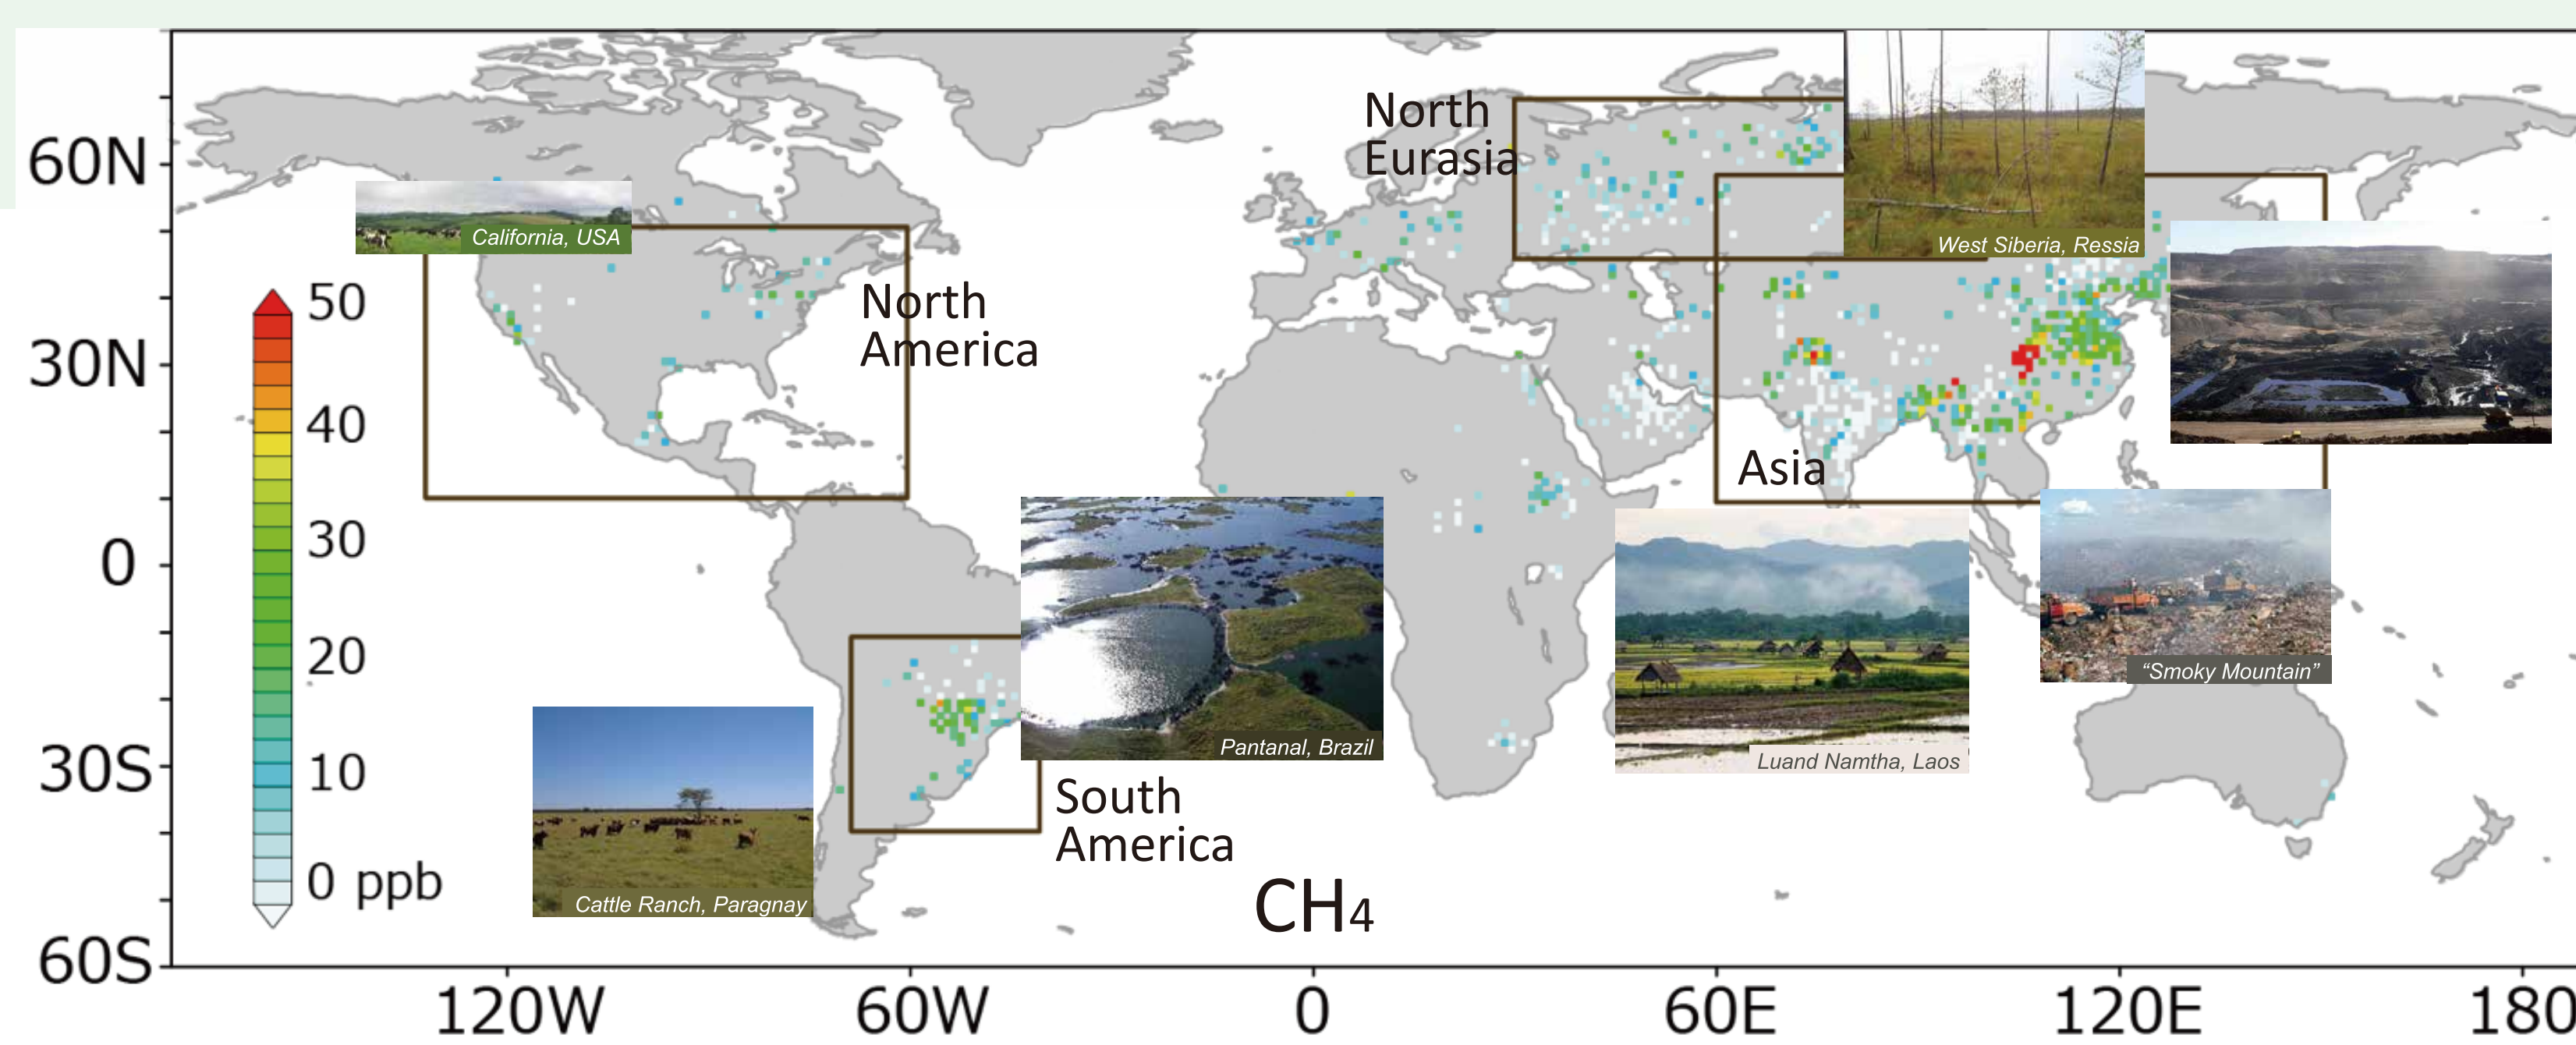 60N
30N
0
30S
60S
120W
60W
0
60E
120E
180
50
40
30
20
10
0 ppb
California, USA
North
America
North
Eurasia
West Siberia, Ressia
Asia
Pantanal, Brazil
Luand Namtha, Laos
“Smoky Mountain”
Cattle Ranch, Paragnay
South
America
CH4